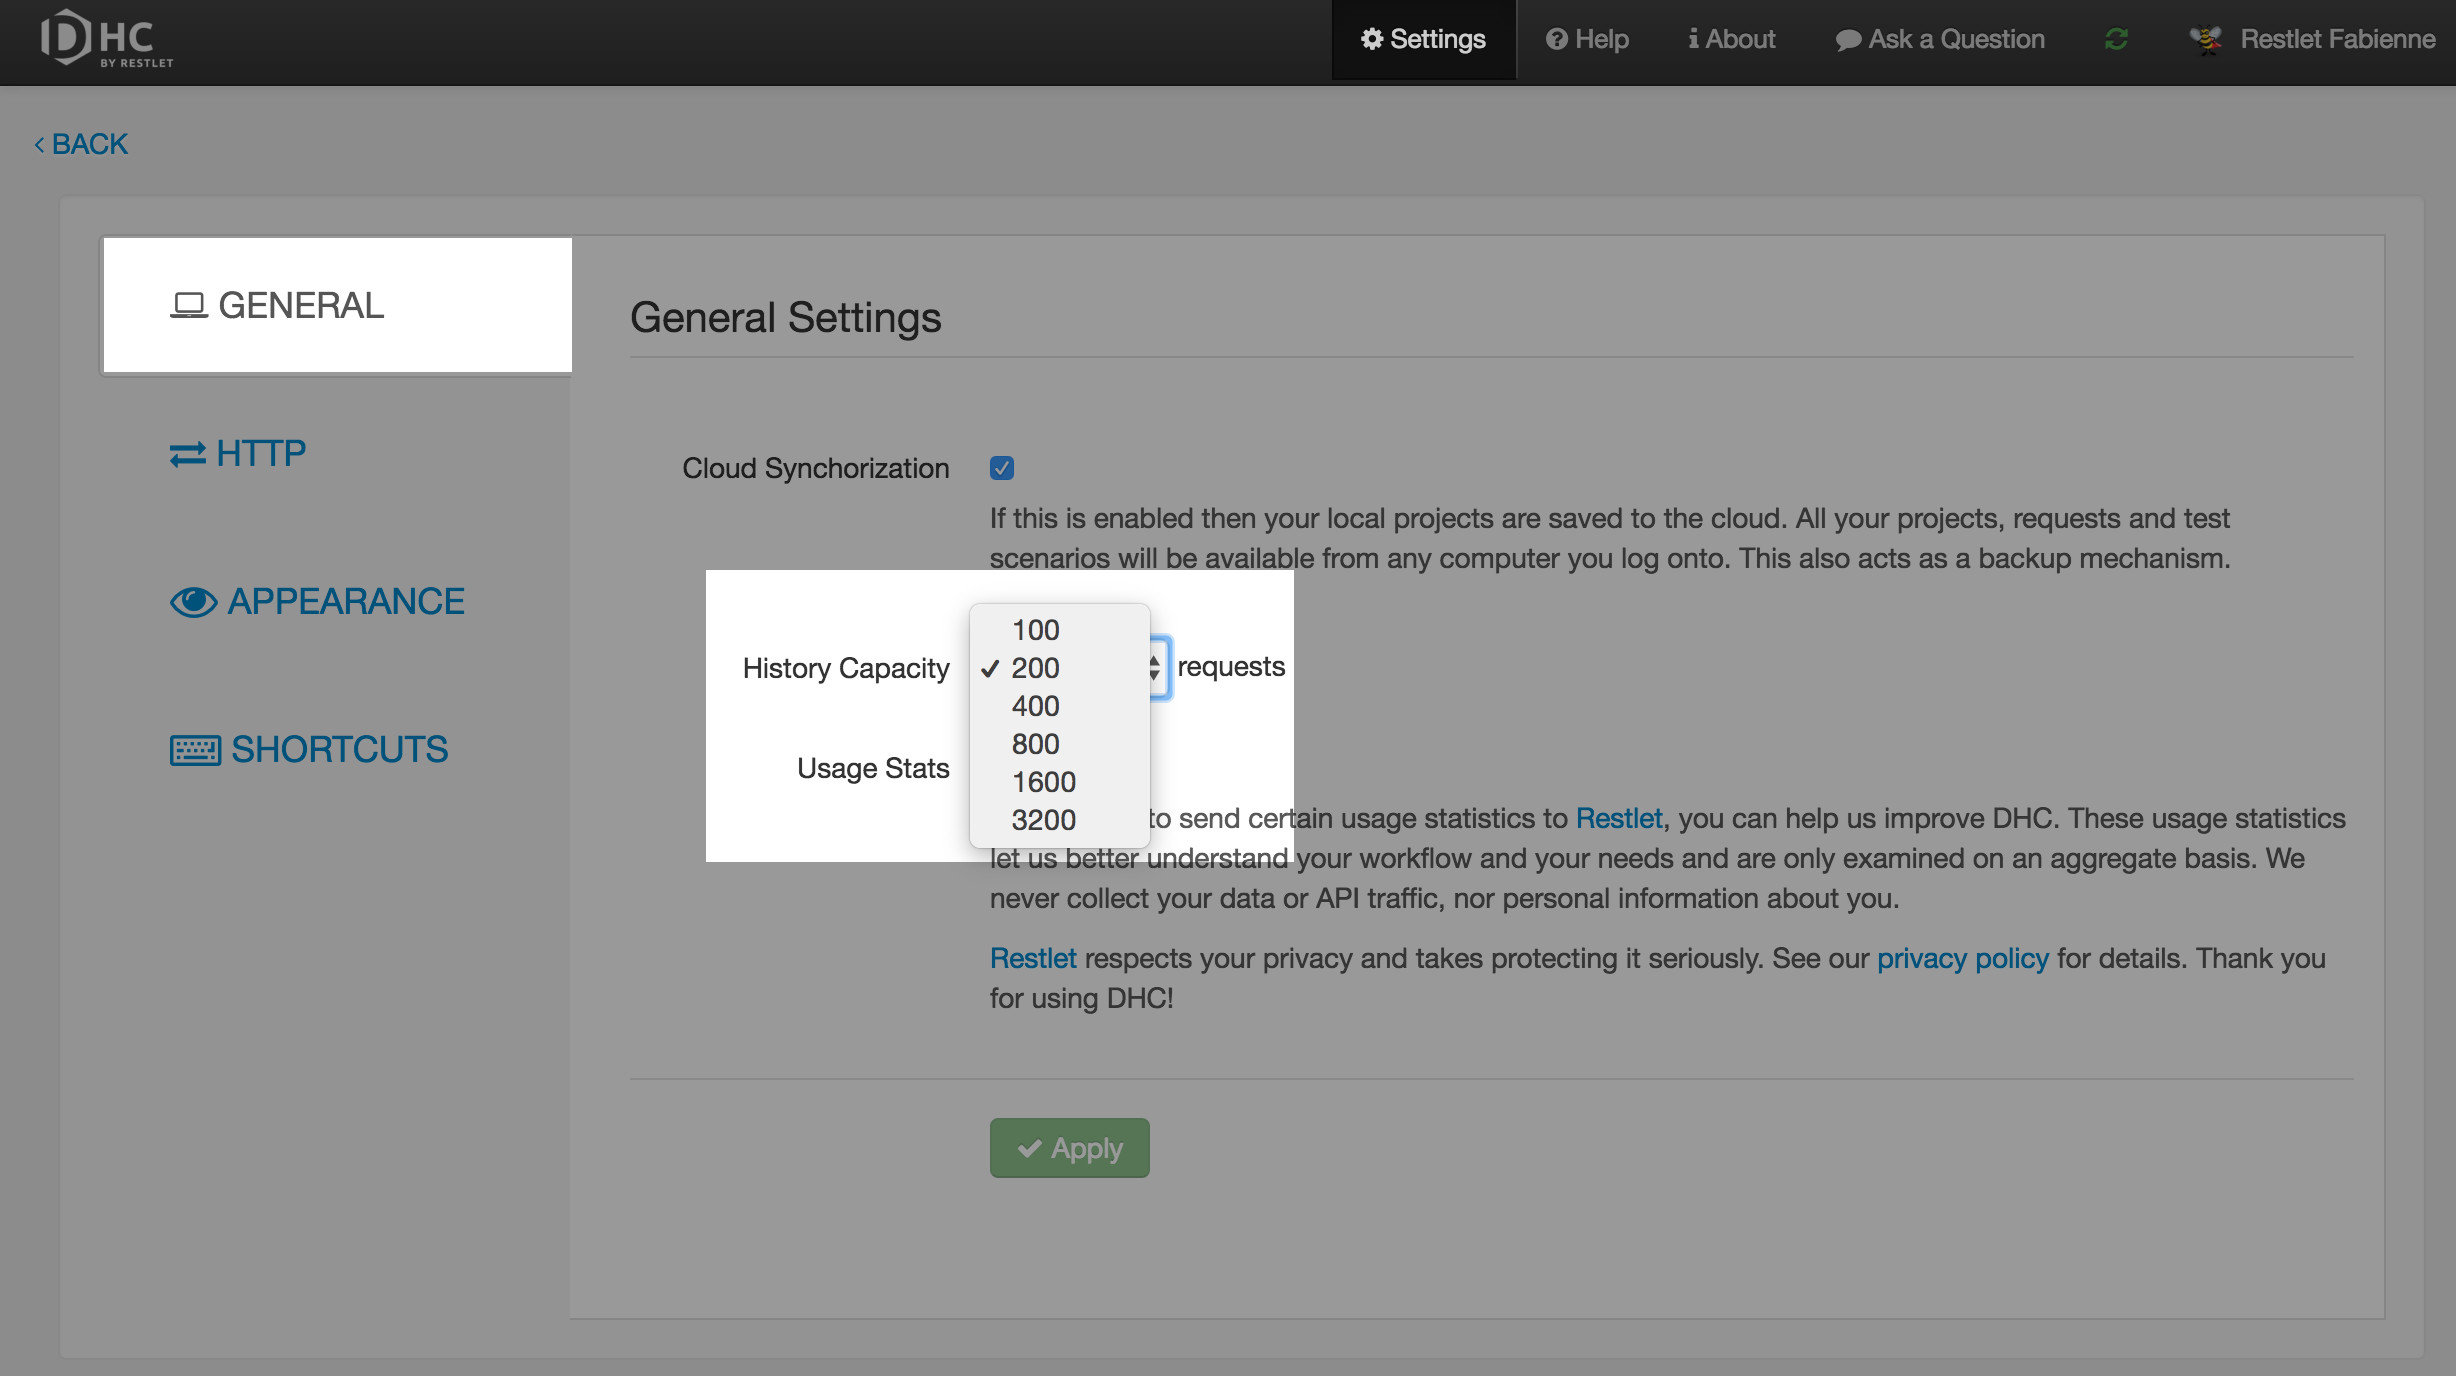 DHC
BY RESTLET
Settings
Help
About
Ask a Question
Restlet Fabienne
BACK
GENERAL
HTTP
APPEARANCE
SHORTCUTS
General Settings
Cloud Synchorization
If this is enabled then your local projects are saved to the cloud. All your projects, requests and test
scenarios will be available from any computer you log onto. This also acts as a backup mechanism.
History Capacity
100
200
400
800
1600
3200
requests
Usage Stats
to send certain usage statistics to Restlet, you can help us improve DHC. These usage statistics
let us better understand your workflow and your needs and are only examined on an aggregate basis. We
never collect your data or API traffic, nor personal information about you.
Restlet respects your privacy and takes protecting it seriously. See our privacy policy for details. Thank you
for using DHC!
Apply